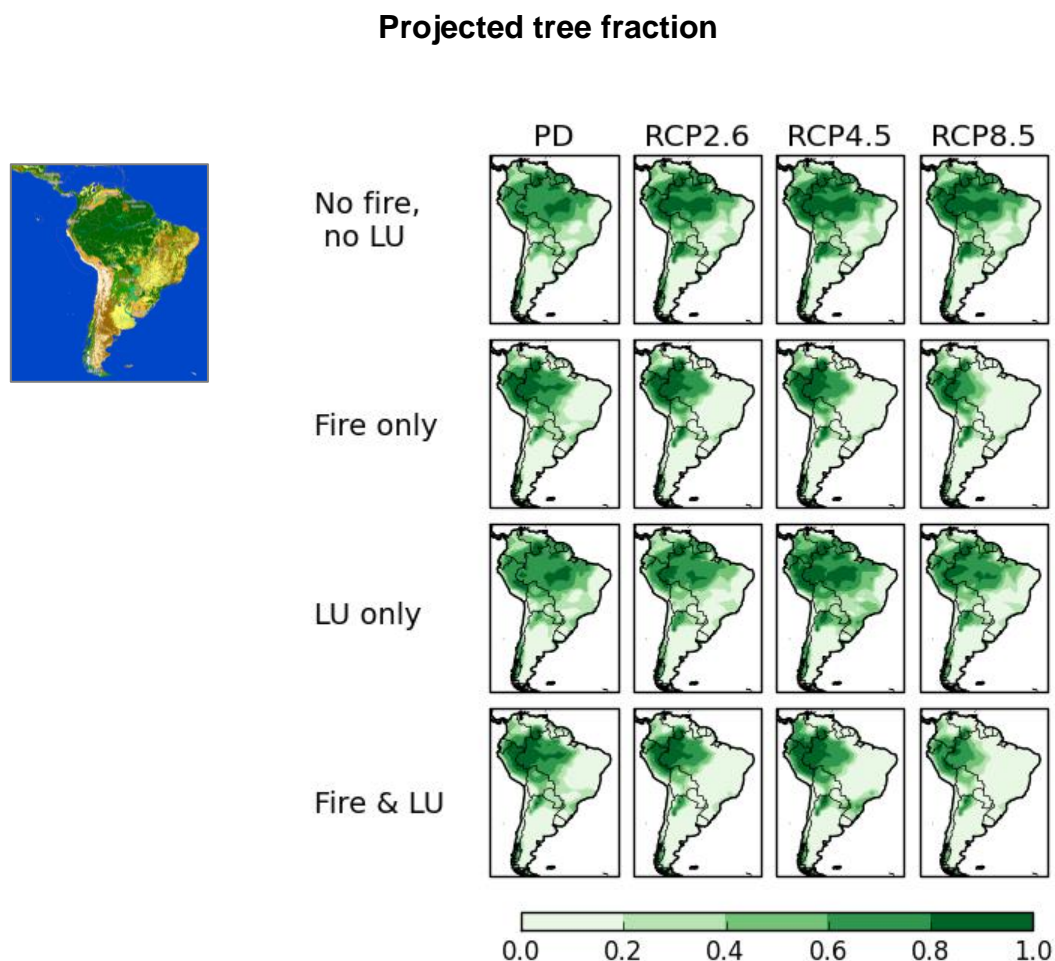 Projected tree fraction
PD RCP2.6 RCP4.5 RCP8.5
No fire,
no LU
Fire only
LU only
Fire & LU
0.0 0.2 0.4 0.6 0.8 1.0